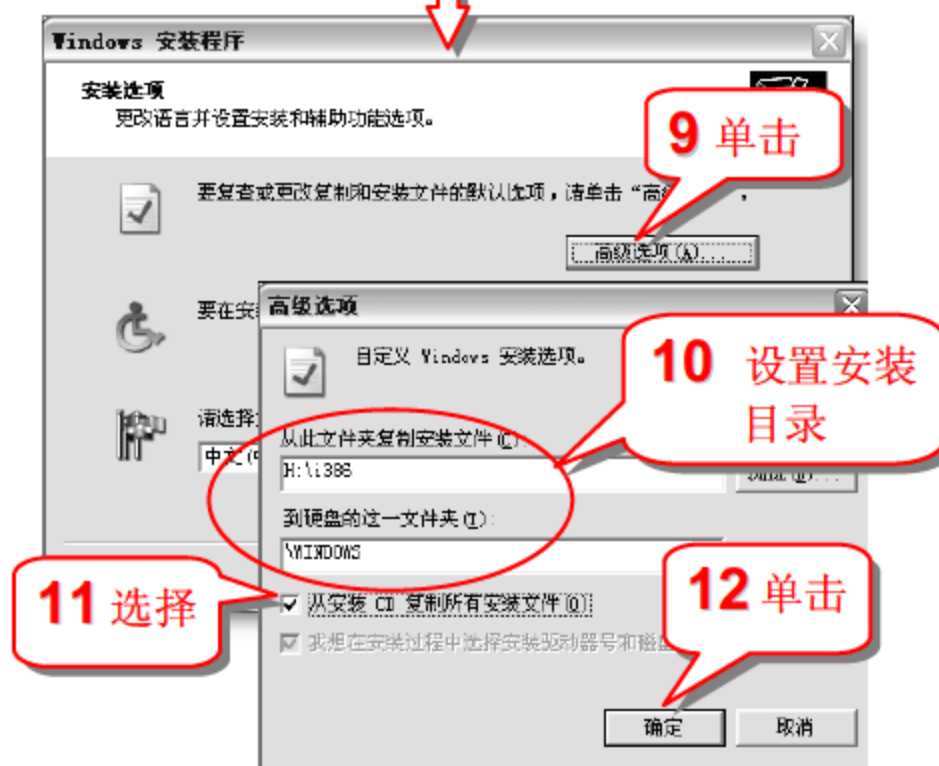 Windows 安装程序
安装选项
更改语言并设置安装和辅助功能选项。
9 单击
要复查或更改复制和安装文件的默认选项，请单击“高级
高级选项(A)...
要在安
高级选项
自定义 Windows 安装选项。
10 设置安装
目录
请选择
从此文件夹复制安装文件(C)
中文(中
H:\i386
到硬盘的这一文件夹(T):
\WINDOWS
11 选择
从安装 CD 复制所有安装文件(O)
12 单击
我想在安装过程中选择安装驱动器号和磁盘
确定
取消